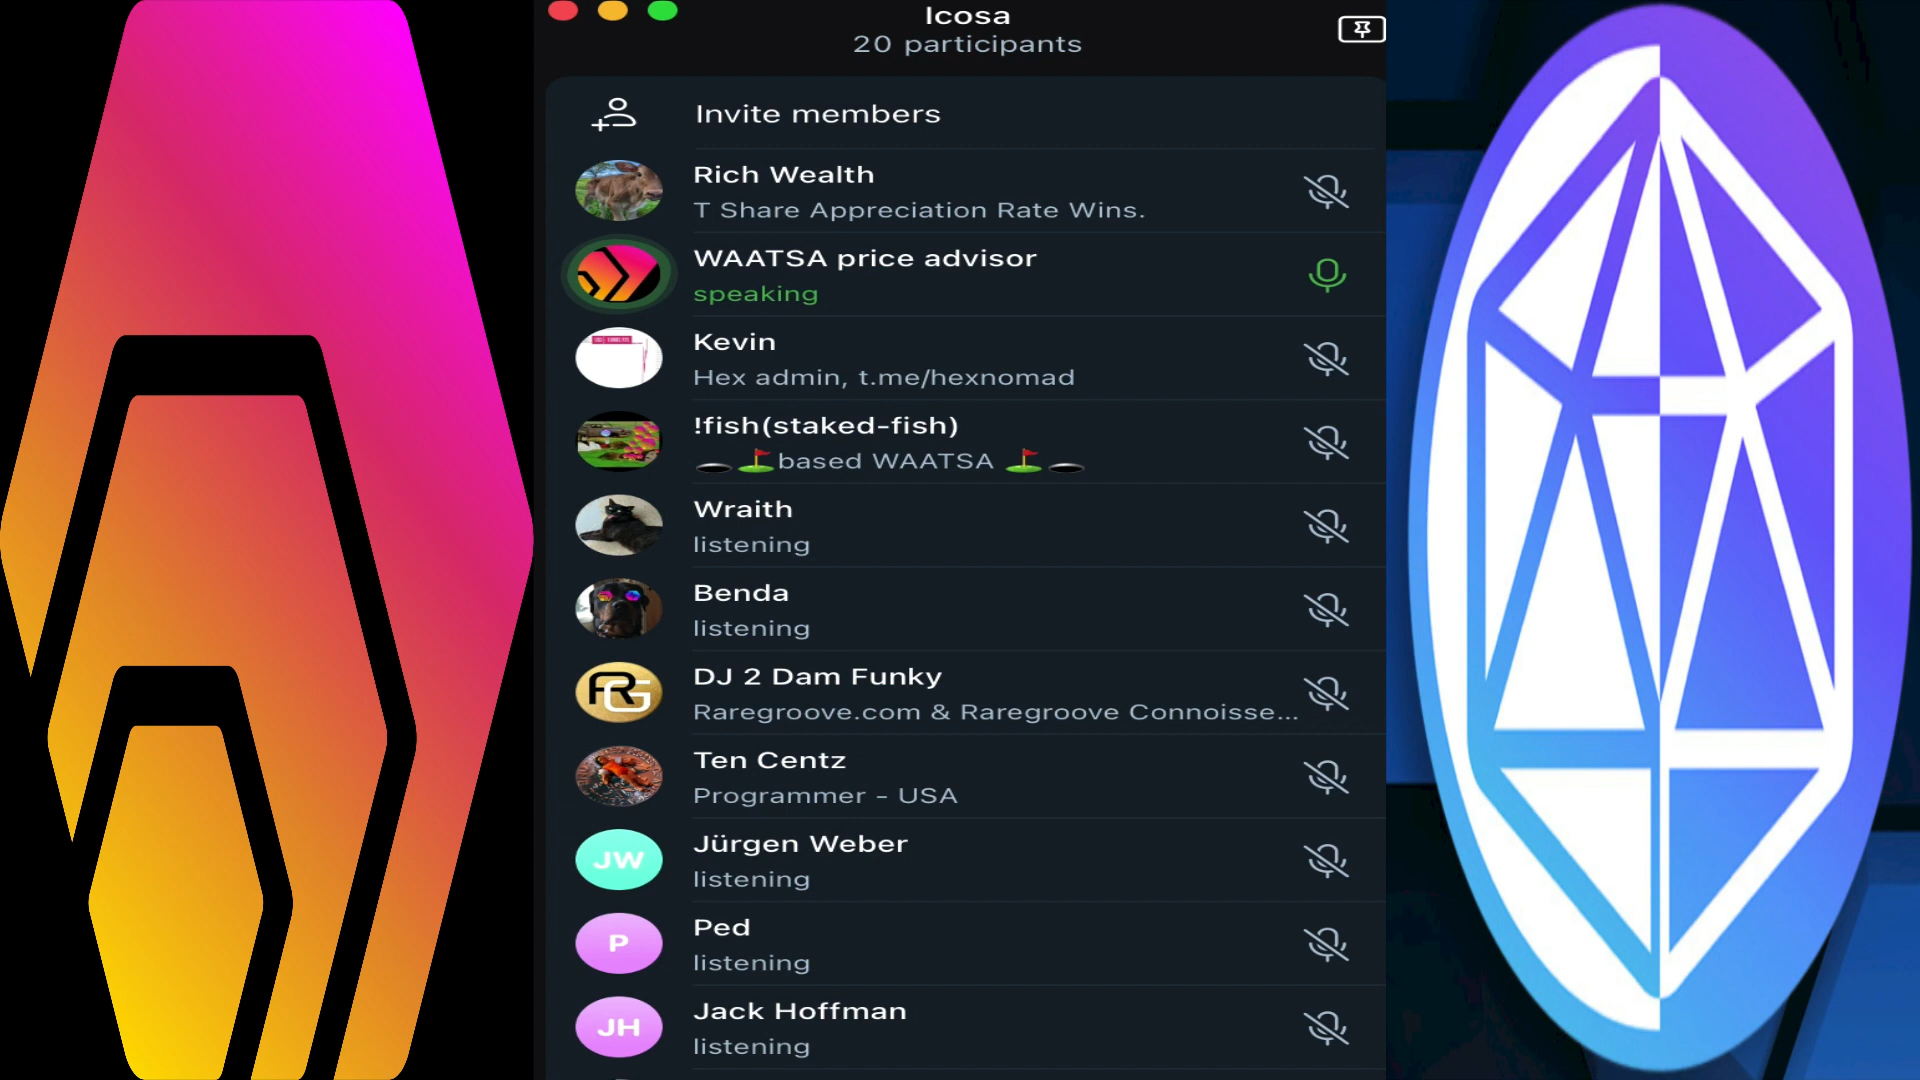 Icosa
20 participants
Invite members
Rich Wealth
T Share Appreciation Rate Wins.
WAATSA price advisor
speaking
Kevin
Hex admin, t.me/hexnomad
!fish(staked-fish)
🕳️⛳based WAATSA ⛳🕳️
Wraith
listening
Benda
listening
RG
DJ 2 Dam Funky
Raregroove.com & Raregroove Connoisse...
Ten Centz
Programmer - USA
JW
Jürgen Weber
listening
P
Ped
listening
JH
Jack Hoffman
listening